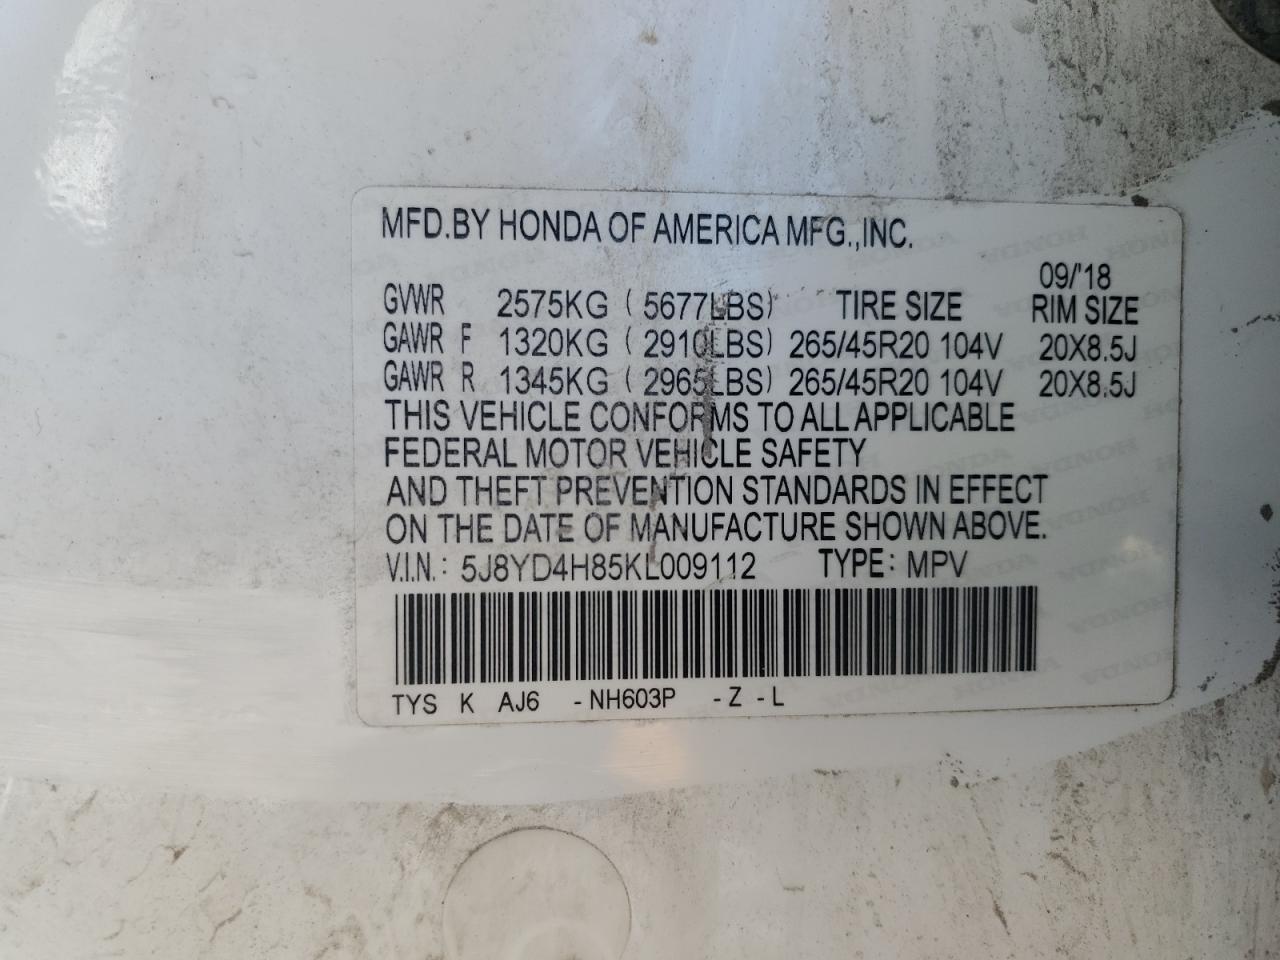 MFD.BY HONDA OF AMERICA MFG.,INC.
09/'18
GVWR 2575KG ( 5677LBS) TIRE SIZE RIM SIZE
GAWR F 1320KG ( 2910LBS) 265/45R20 104V 20X8.5J
GAWR R 1345KG ( 2965LBS) 265/45R20 104V 20X8.5J
THIS VEHICLE CONFORMS TO ALL APPLICABLE
FEDERAL MOTOR VEHICLE SAFETY
AND THEFT PREVENTION STANDARDS IN EFFECT
ON THE DATE OF MANUFACTURE SHOWN ABOVE.
V.I.N.: 5J8YD4H85KL009112 TYPE: MPV
TYS K AJ6 -NH603P -Z -L